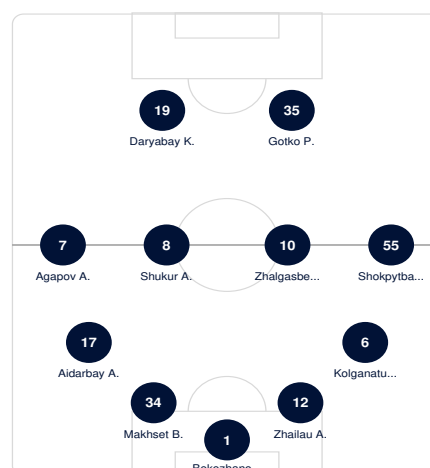 19 35
Daryabay K. Gotko P.
7 8 10 55
Agapov A. Shukur A. Zhalgasbe... Shokpytba...
17 6
Aidarbay A. Kolganatu...
34 12
Makhset B. Zhailau A.
1